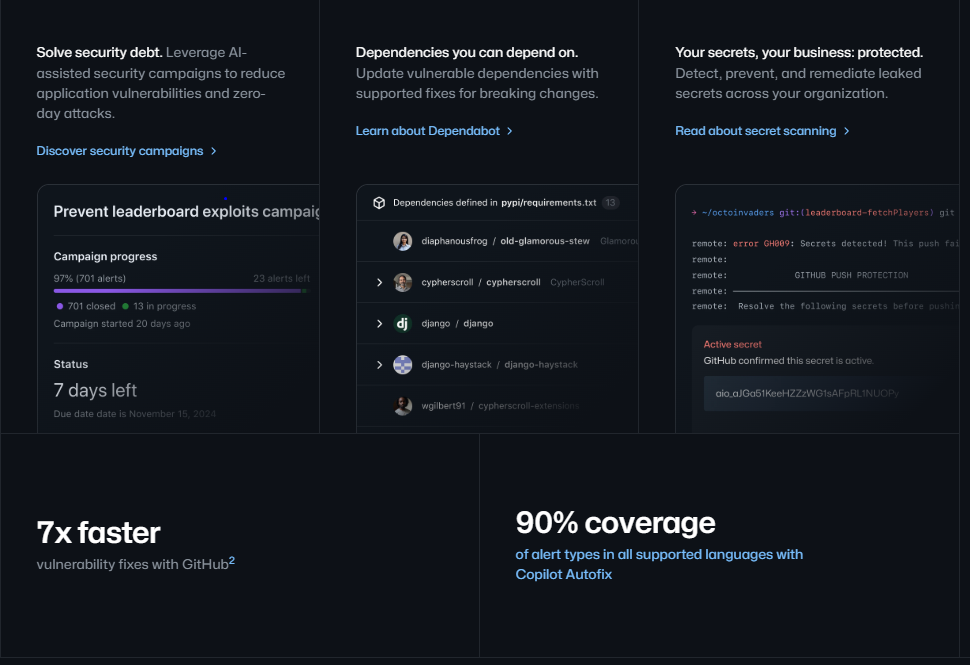 Solve security debt. Leverage AI-
assisted security campaigns to reduce
application vulnerabilities and zero-
day attacks.
Discover security campaigns
Prevent leaderboard exploits campaig
Campaign progress
97% (701 alerts) 23 alerts left
701 closed 13 in progress
Campaign started 20 days ago
Status
7 days left
Due date date is November 15, 2024
Dependencies you can depend on.
Update vulnerable dependencies with
supported fixes for breaking changes.
Learn about Dependabot
Dependencies defined in pypi/requirements.txt 13
diaphanousfrog / old-glamorous-stew Glamorou
cypherscroll / cypherscroll CypherScroll
dj django / django
django-haystack / django-haystack
wgilbert91 / cypherscroll-extensions
Your secrets, your business: protected.
Detect, prevent, and remediate leaked
secrets across your organization.
Read about secret scanning
~/octoinvaders git:(leaderboard-fetchPlayers) git
remote: error GH009: Secrets detected! This push fai
remote:
remote: GITHUB PUSH PROTECTION
remote:
remote: Resolve the following secrets before pushin
Active secret
GitHub confirmed this secret is active.
aio_aJGa51KeeHZZzWG1sAFpRL1NUOPy
7x faster
vulnerability fixes with GitHub2
90% coverage
of alert types in all supported languages with
Copilot Autofix